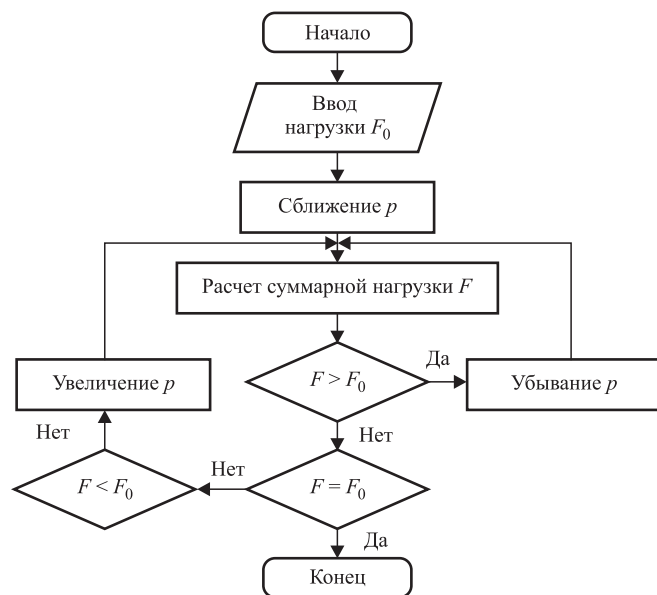 Начало
Ввод
нагрузки F₀
Сближение p
Расчет суммарной нагрузки F
F > F₀
Да
Убывание p
Увеличение p
Нет
Нет
F = F₀
Нет
F < F₀
Да
Конец